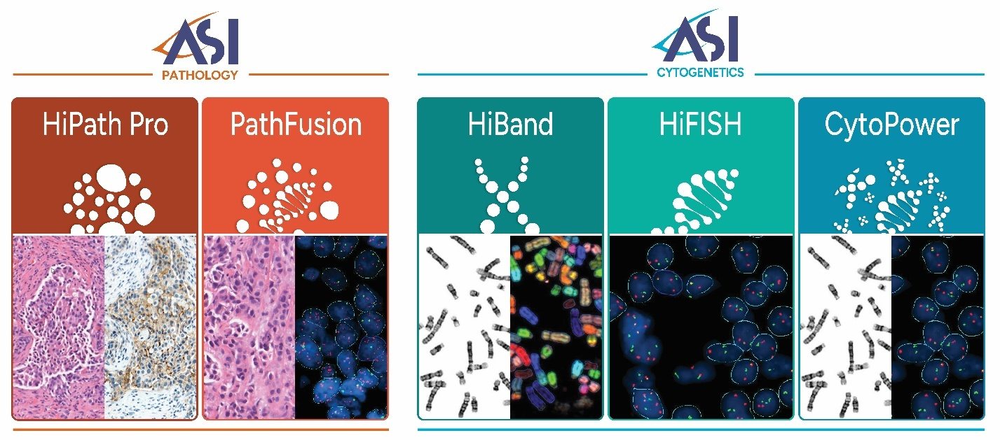 ASI
PATHOLOGY
HiPath Pro
PathFusion
ASI
CYTOGENETICS
HiBand
HiFISH
CytoPower